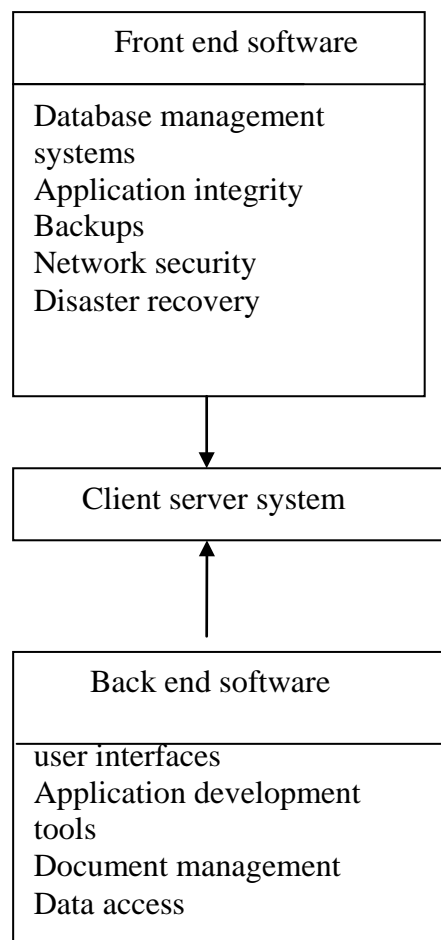 Front end software
Database management
systems
Application integrity
Backups
Network security
Disaster recovery
Client server system
Back end software
user interfaces
Application development
tools
Document management
Data access